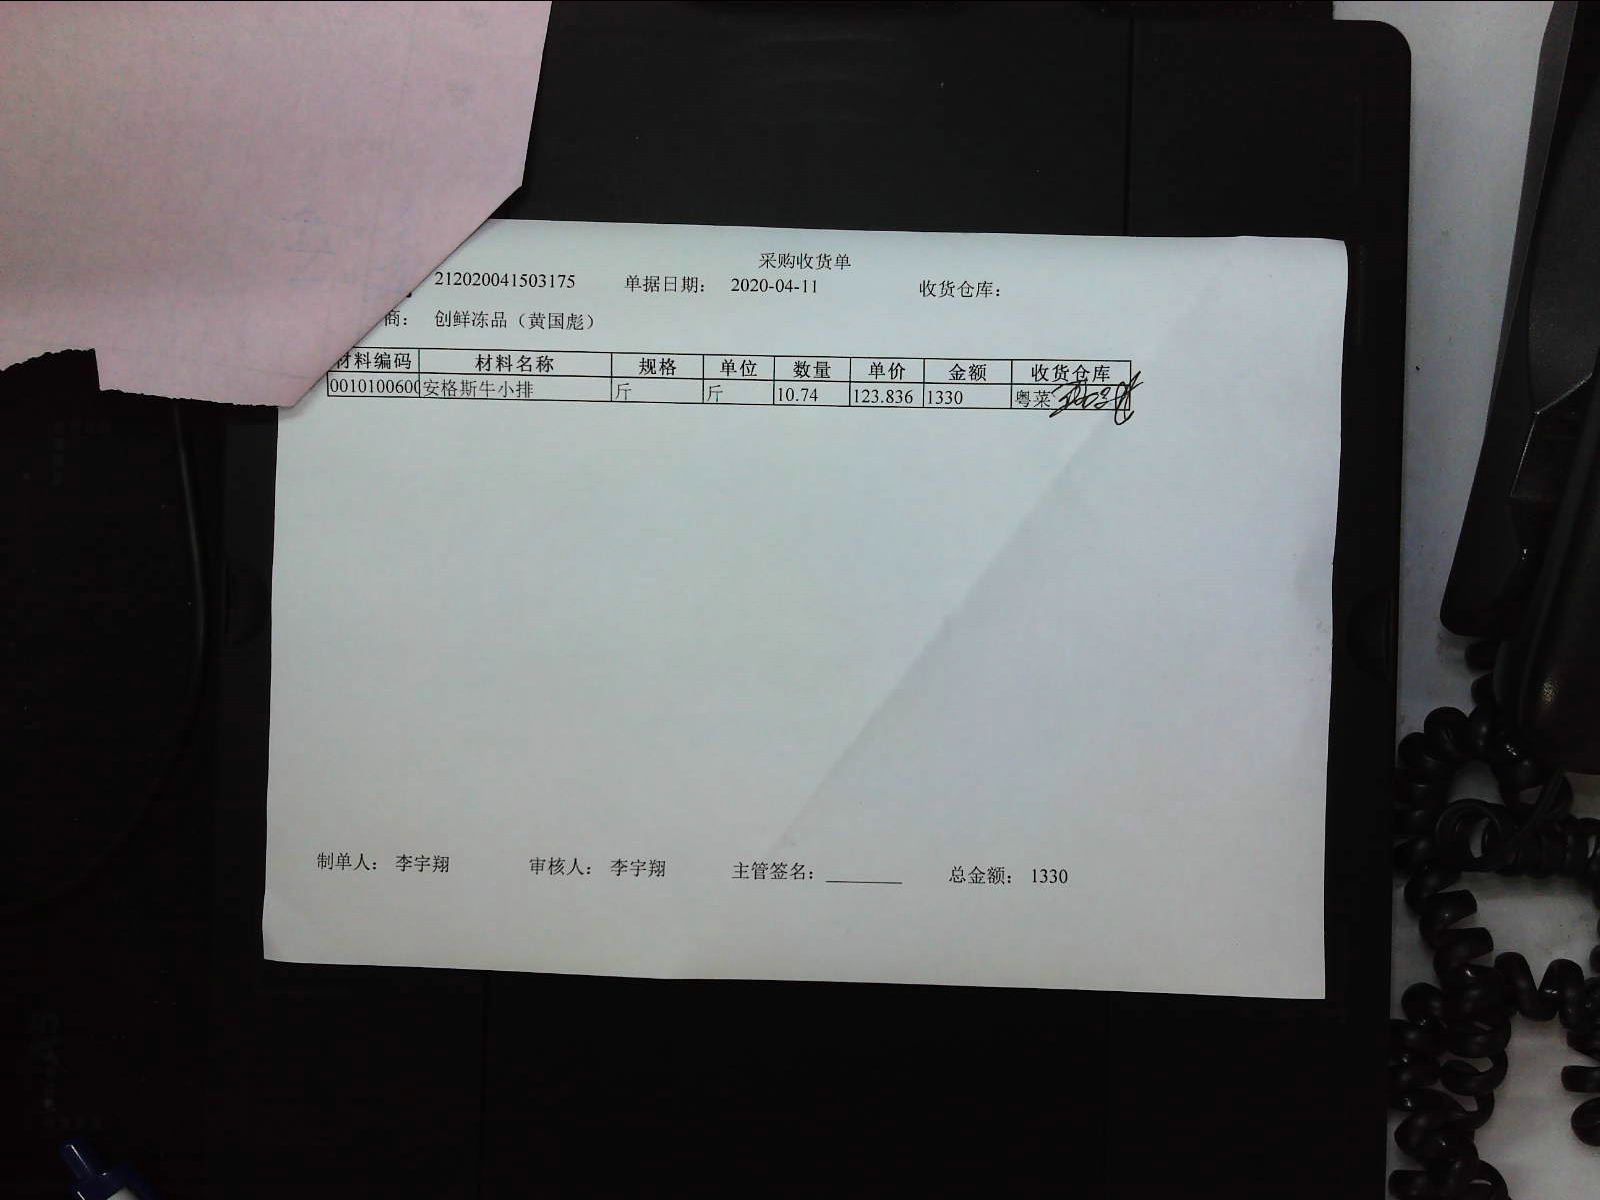 采购收货单
212020041503175 单据日期： 2020-04-11 收货仓库：
商： 创鲜冻品（黄国彪）
材料编码 材料名称 规格 单位 数量 单价 金额 收货仓库
0010100600 安格斯牛小排 斤 斤 10.74 123.836 1330 粤菜
制单人： 李宇翔 审核人： 李宇翔 主管签名： ________ 总金额： 1330